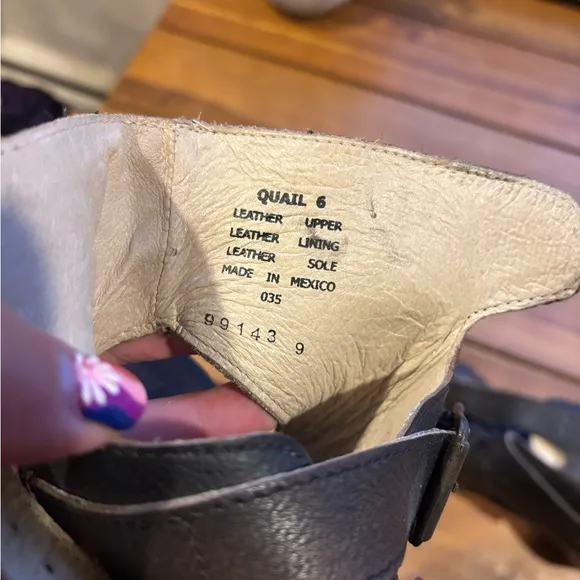 QUAIL 6
LEATHER UPPER
LEATHER LINING
LEATHER SOLE
MADE IN MEXICO
035
99143 9